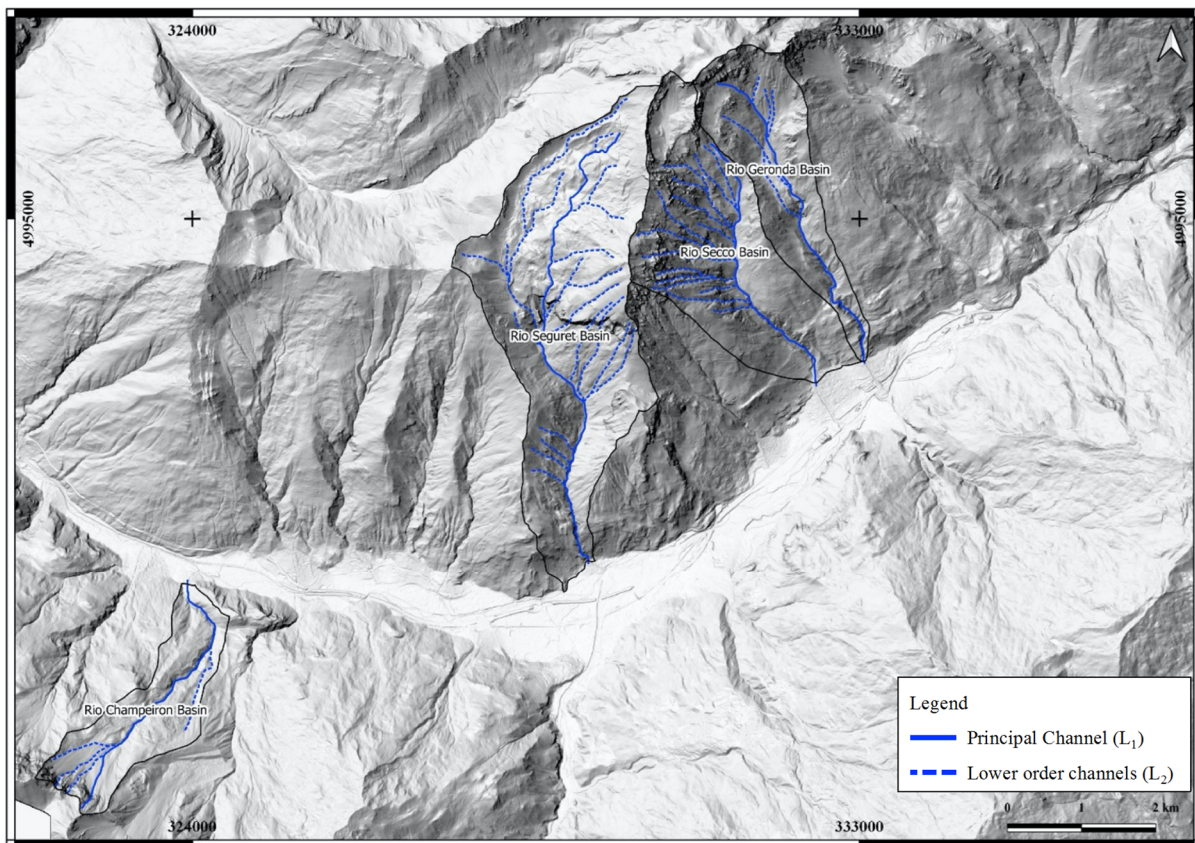 324000
333000
4995000
4995000
Rio Geronda Basin
Rio Secco Basin
Rio Seguret Basin
Rio Champeiron Basin
Legend
Principal Channel (L₁)
Lower order channels (L₂)
0 1 2 km
324000
333000